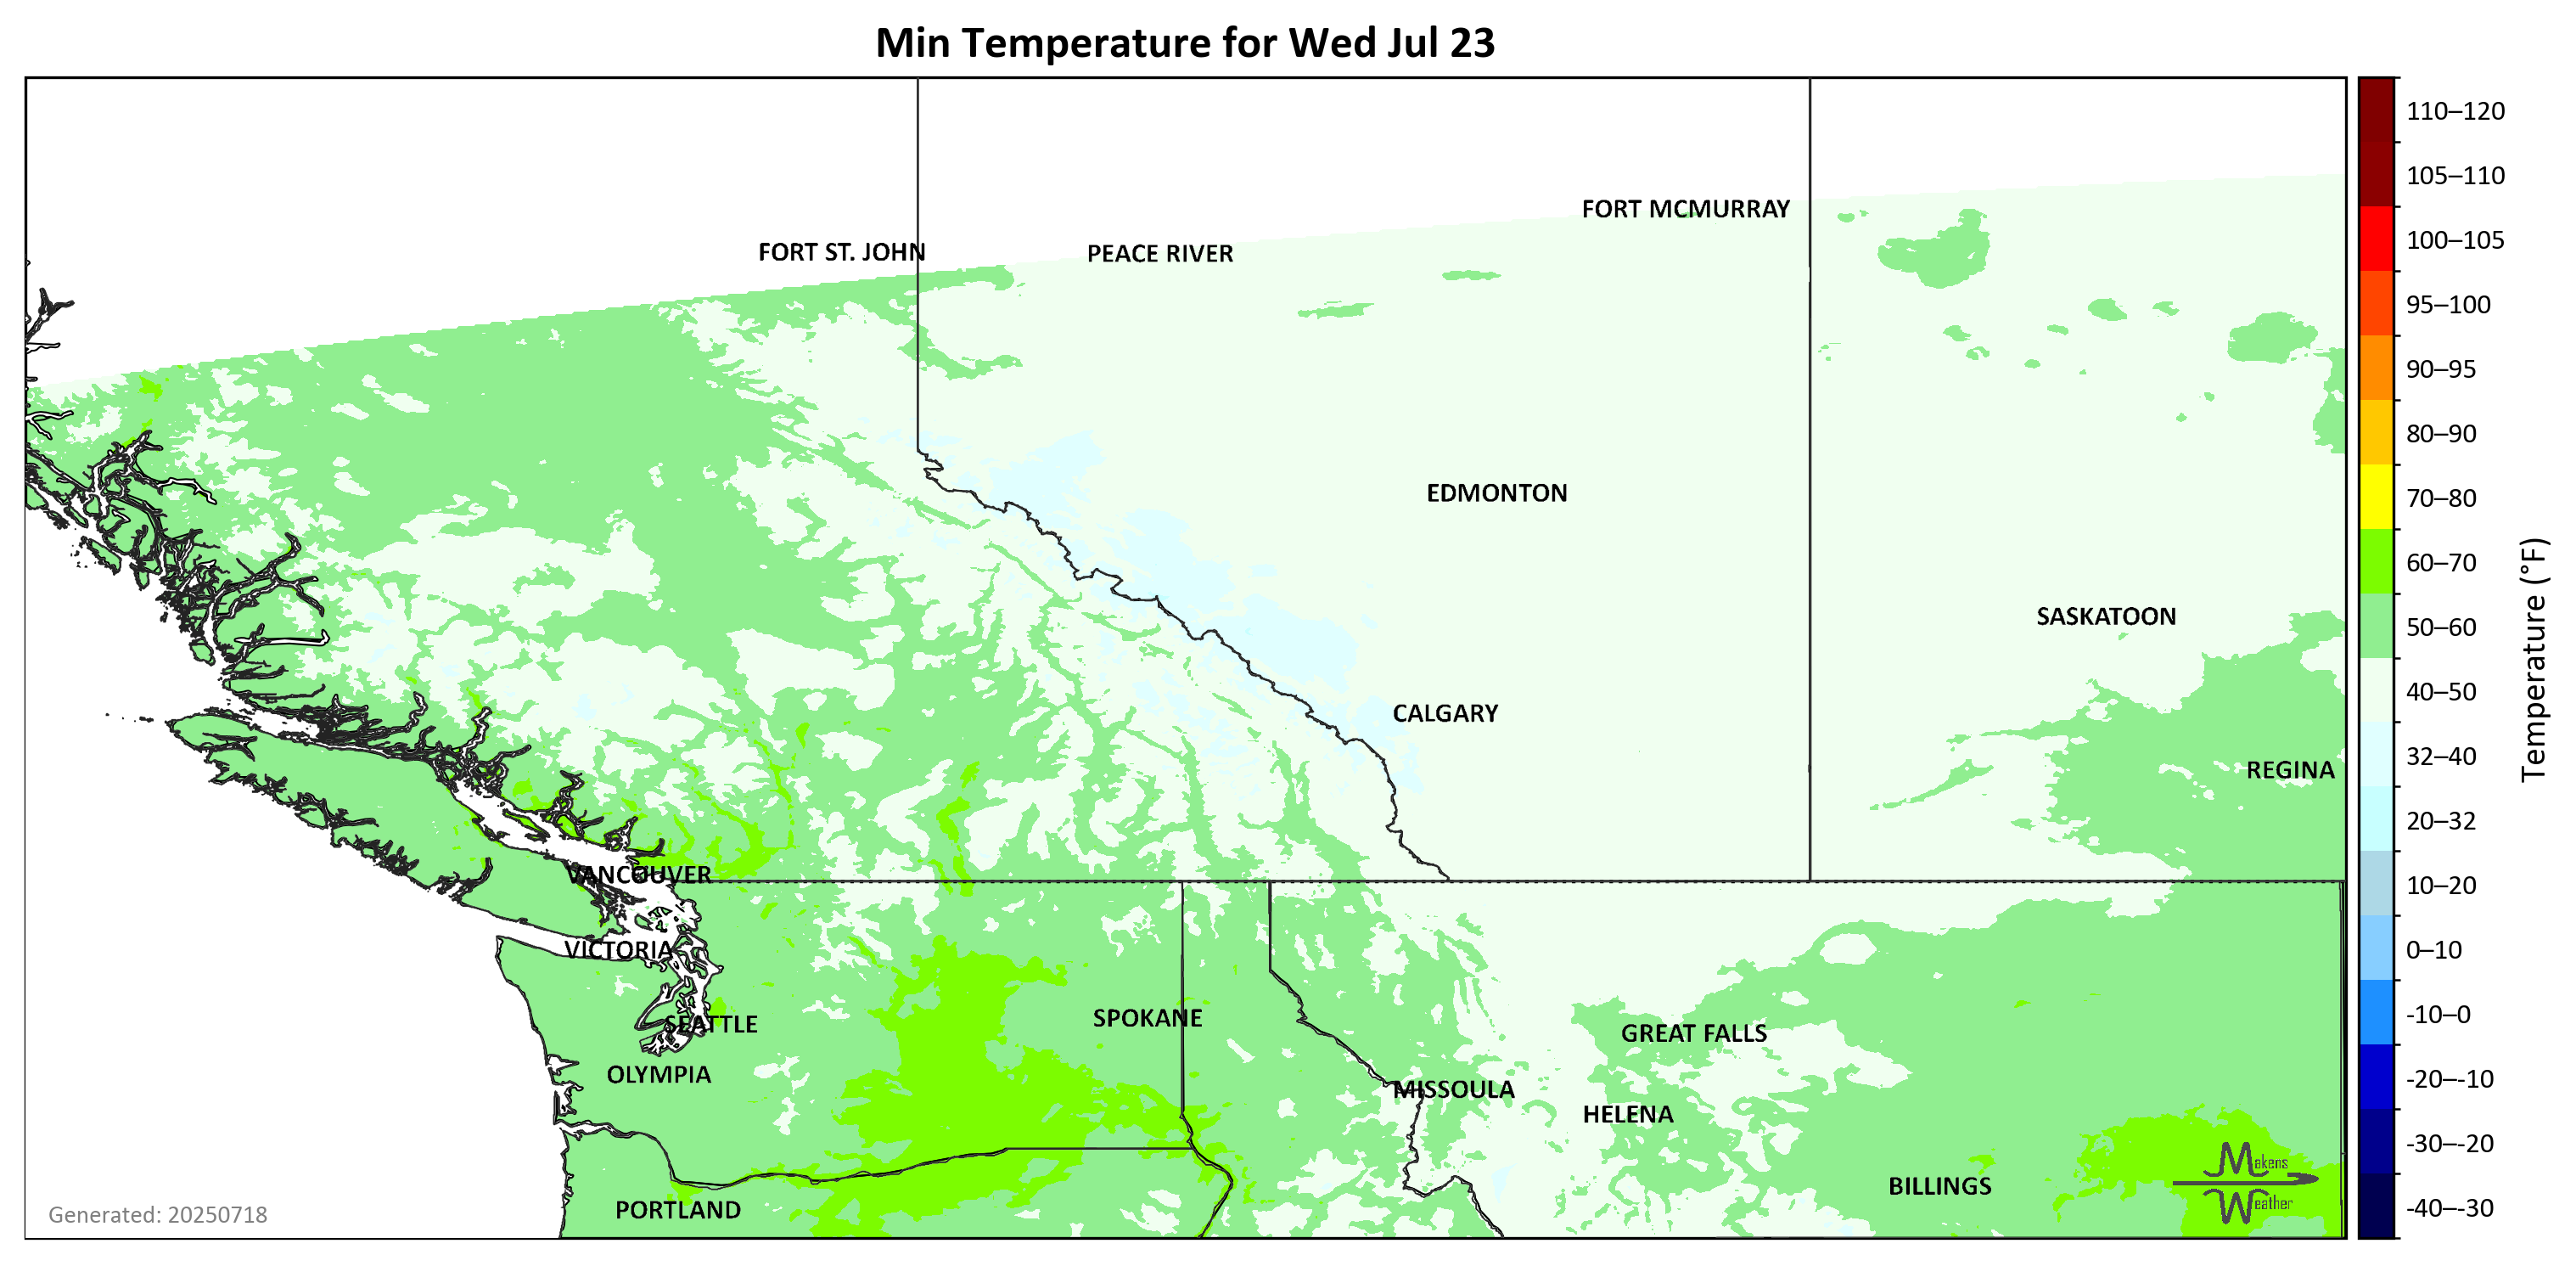 Min Temperature for Wed Jul 23
110–120
105–110
FORT MCMURRAY
100–105
FORT ST. JOHN
PEACE RIVER
95–100
90–95
80–90
EDMONTON
70–80
60–70
SASKATOON
50–60
Temperature (°F)
40–50
CALGARY
32–40
REGINA
20–32
VANCOUVER
10–20
VICTORIA
0–10
SPOKANE
-10–0
SEATTLE
GREAT FALLS
OLYMPIA
-20–-10
MISSOULA
HELENA
-30–-20
Makens
BILLINGS
Weather
PORTLAND
-40–-30
Generated: 20250718